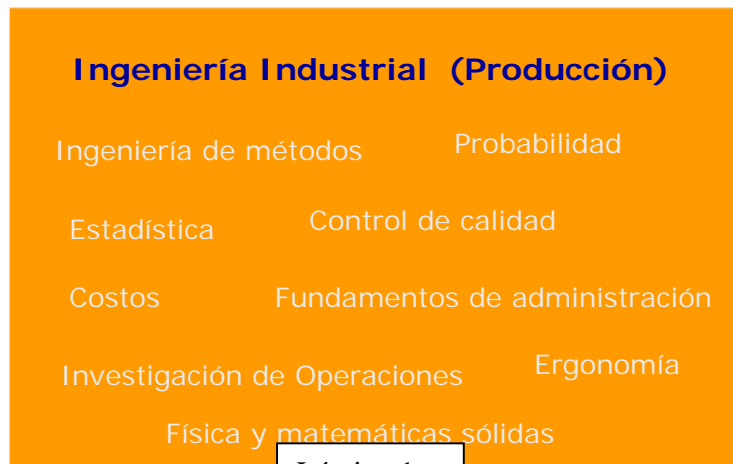 Ingeniería Industrial (Producción)
Ingeniería de métodos
Probabilidad
Estadística
Control de calidad
Costos
Fundamentos de administración
Investigación de Operaciones
Ergonomía
Física y matemáticas sólidas